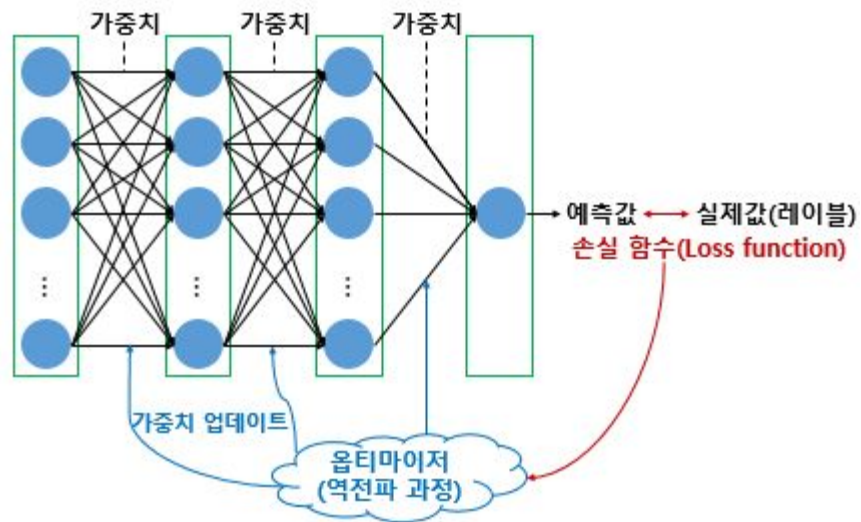 가중치
가중치
가중치
예측값
실제값(레이블)
손실 함수(Loss function)
가중치 업데이트
옵티마이저
(역전파 과정)